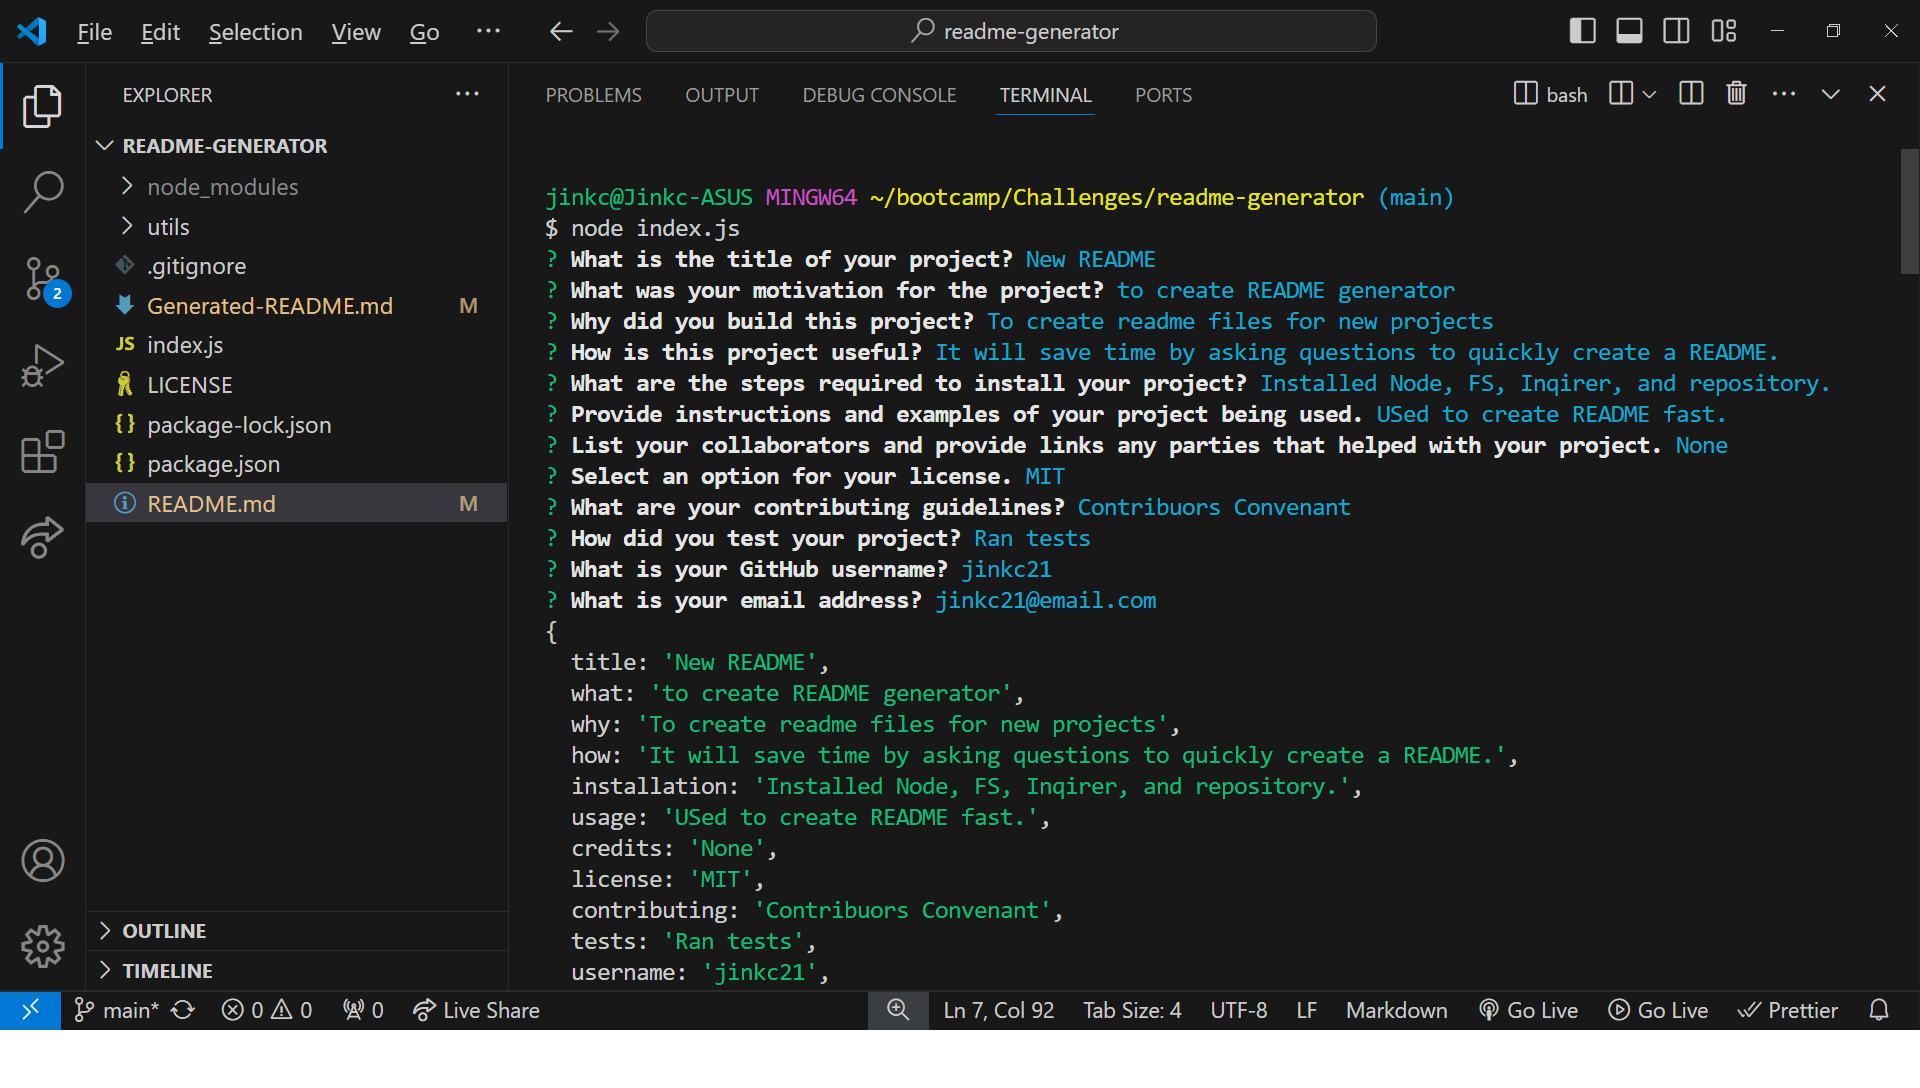 File Edit Selection View Go ··· readme-generator
EXPLORER ···
README-GENERATOR
node_modules
utils
.gitignore
Generated-README.md M
JS index.js
LICENSE
{} package-lock.json
{} package.json
README.md M
2
OUTLINE
TIMELINE
PROBLEMS OUTPUT DEBUG CONSOLE TERMINAL PORTS bash ···
jinkc@Jinkc-ASUS MINGW64 ~/bootcamp/Challenges/readme-generator (main)
$ node index.js
? What is the title of your project? New README
? What was your motivation for the project? to create README generator
? Why did you build this project? To create readme files for new projects
? How is this project useful? It will save time by asking questions to quickly create a README.
? What are the steps required to install your project? Installed Node, FS, Inqirer, and repository.
? Provide instructions and examples of your project being used. USed to create README fast.
? List your collaborators and provide links any parties that helped with your project. None
? Select an option for your license. MIT
? What are your contributing guidelines? Contribuors Convenant
? How did you test your project? Ran tests
? What is your GitHub username? jinkc21
? What is your email address? jinkc21@email.com
{
title: 'New README',
what: 'to create README generator',
why: 'To create readme files for new projects',
how: 'It will save time by asking questions to quickly create a README.',
installation: 'Installed Node, FS, Inqirer, and repository.',
usage: 'USed to create README fast.',
credits: 'None',
license: 'MIT',
contributing: 'Contribuors Convenant',
tests: 'Ran tests',
username: 'jinkc21',
main* 0 0 0 Live Share Ln 7, Col 92 Tab Size: 4 UTF-8 LF Markdown Go Live Go Live Prettier